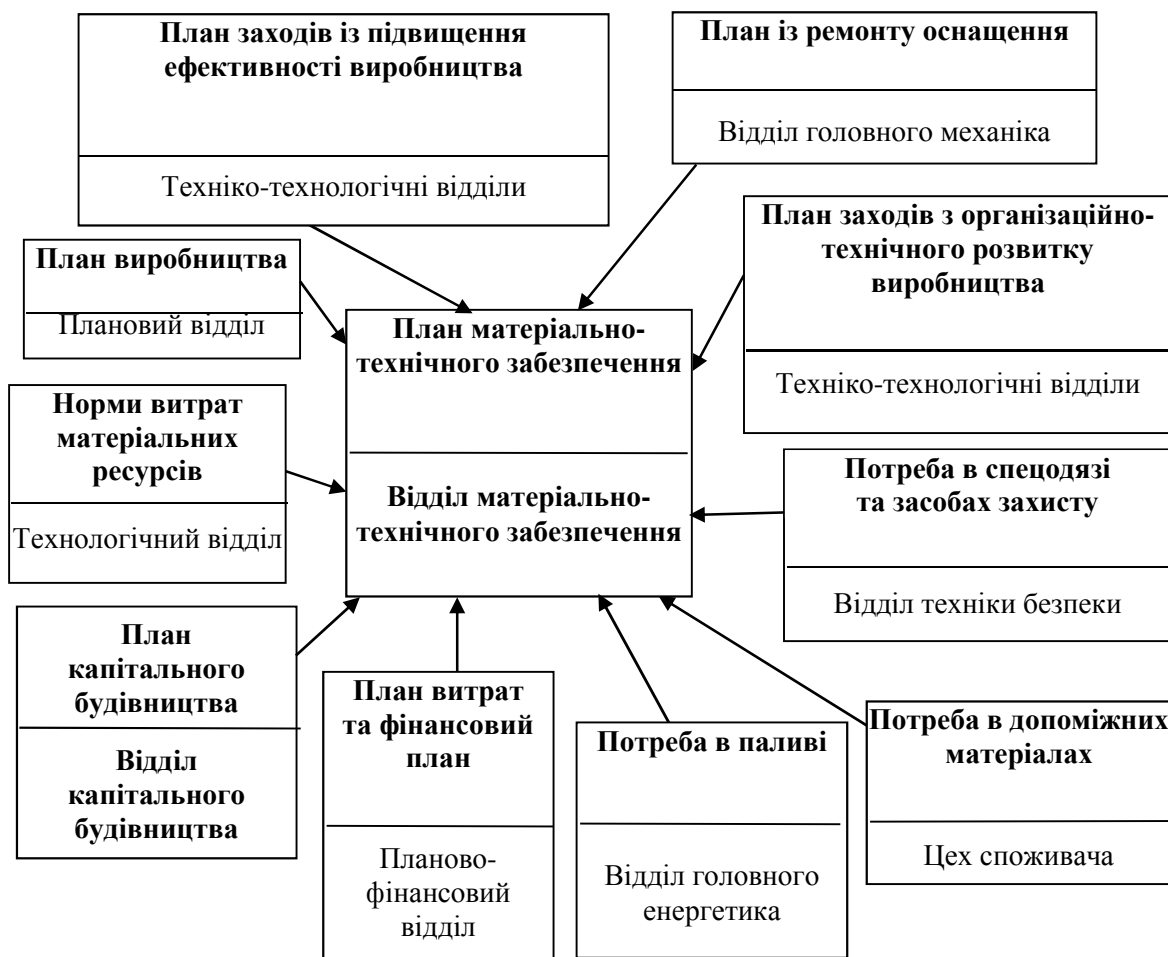 План заходів із підвищення
ефективності виробництва
Техніко-технологічні відділи
План із ремонту оснащення
Відділ головного механіка
План виробництва
Плановий відділ
План матеріально-
технічного забезпечення
Відділ матеріально-
технічного забезпечення
План заходів з організаційно-
технічного розвитку
виробництва
Техніко-технологічні відділи
Норми витрат
матеріальних
ресурсів
Технологічний відділ
Потреба в спецодязі
та засобах захисту
Відділ техніки безпеки
План
капітального
будівництва
Відділ
капітального
будівництва
План витрат
та фінансовий
план
Планово-
фінансовий
відділ
Потреба в паливі
Відділ головного
енергетика
Потреба в допоміжних
матеріалах
Цех споживача